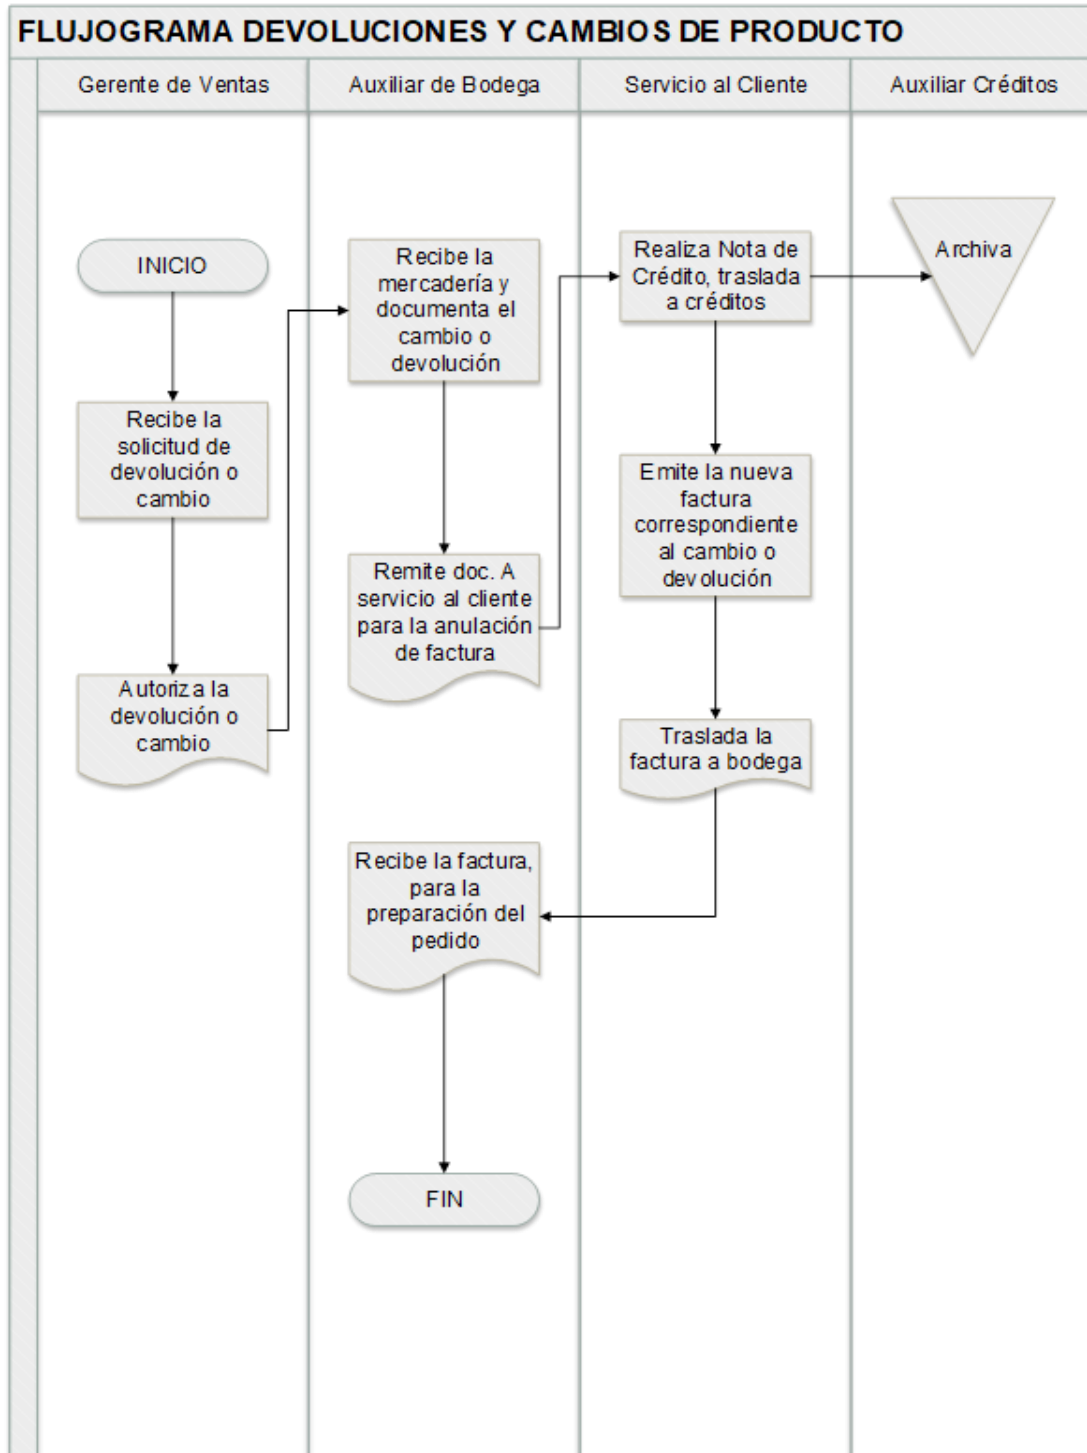 FLUJOGRAMA DEVOLUCIONES Y CAMBIOS DE PRODUCTO
Gerente de Ventas
Auxiliar de Bodega
Servicio al Cliente
Auxiliar Créditos
INICIO
Recibe la
solicitud de
devolución o
cambio
Autoriza la
devolución o
cambio
Recibe la
mercadería y
documenta el
cambio o
devolución
Remite doc. A
servicio al cliente
para la anulación
de factura
Realiza Nota de
Crédito, traslada
a créditos
Archiva
Emite la nueva
factura
correspondiente
al cambio o
devolución
Traslada la
factura a bodega
Recibe la factura,
para la
preparación del
pedido
FIN